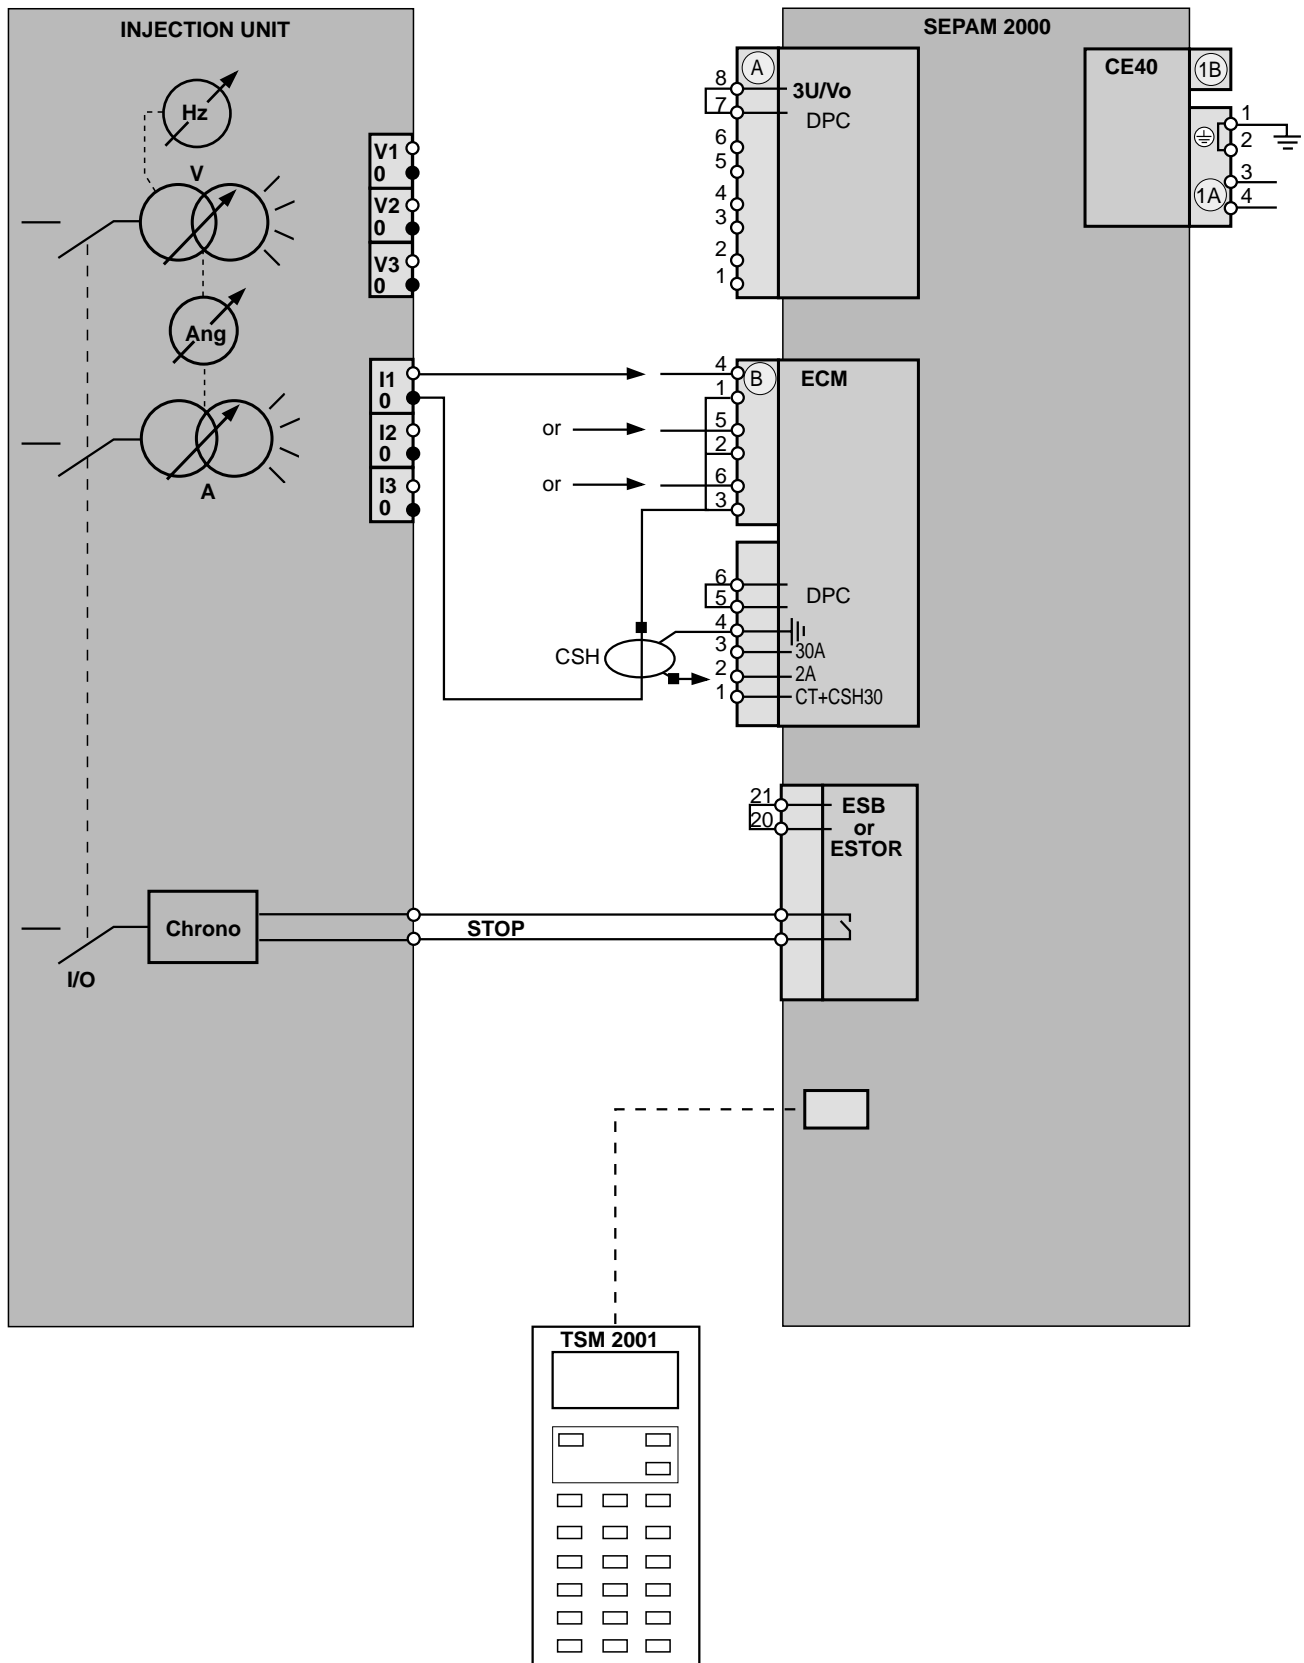 INJECTION UNIT
SEPAM 2000
Hz
V
Ang
A
V1
0
V2
0
V3
0
I1
0
I2
0
I3
0
A
8
7
6
5
4
3
2
1
3U/Vo
DPC
CE40
1B
1
2
3
4
1A
B
ECM
4
1
or
5
2
or
6
3
6
5
4
3
2
1
DPC
30A
2A
CT+CSH30
CSH
21
20
ESB
or
ESTOR
Chrono
STOP
I/O
TSM 2001